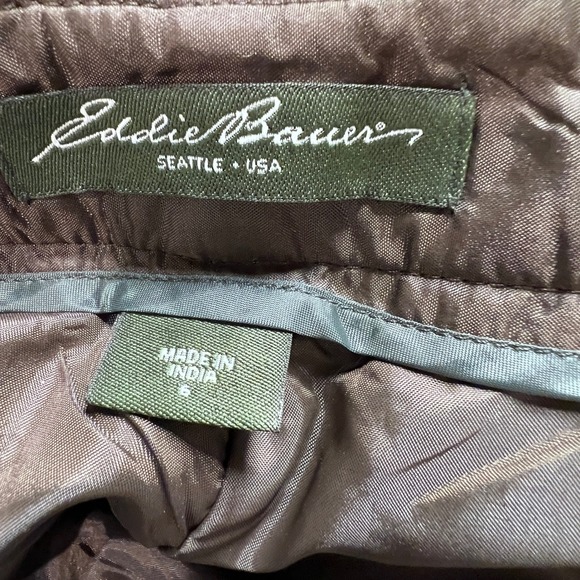 Eddie Bauer®
SEATTLE • USA
MADE IN
INDIA
6